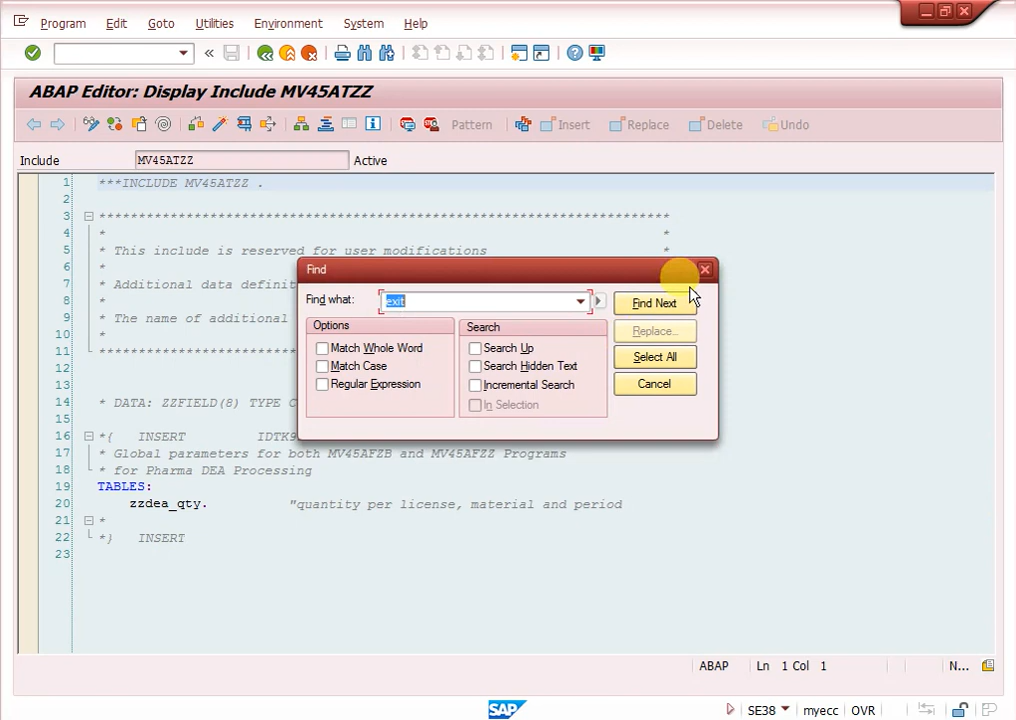 Program Edit Goto Utilities Environment System Help
ABAP Editor: Display Include MV45ATZZ
Pattern Insert Replace Delete Undo
Include MV45ATZZ Active
1 ***INCLUDE MV45ATZZ .
2
3 ************************************************************************
4 * *
5 * This include is reserved for user modifications *
6 *
7 * Additional data definit
8 *
9 * The name of additional
10 *
11 *************************
12
13
14 * DATA: ZZFIELD(8) TYPE C
15
16 *{ INSERT IDTK9
17 * Global parameters for both MV45AFZB and MV45AFZZ Programs
18 * for Pharma DEA Processing
19 TABLES:
20 zzdea_qty. "quantity per license, material and period
21 *
22 *} INSERT
23
Find
Find what: exit Find Next
Options Search Replace...
Match Whole Word Search Up Select All
Match Case Search Hidden Text
Regular Expression Incremental Search Cancel
In Selection
ABAP Ln 1 Col 1 N...
SAP SE38 myecc OVR